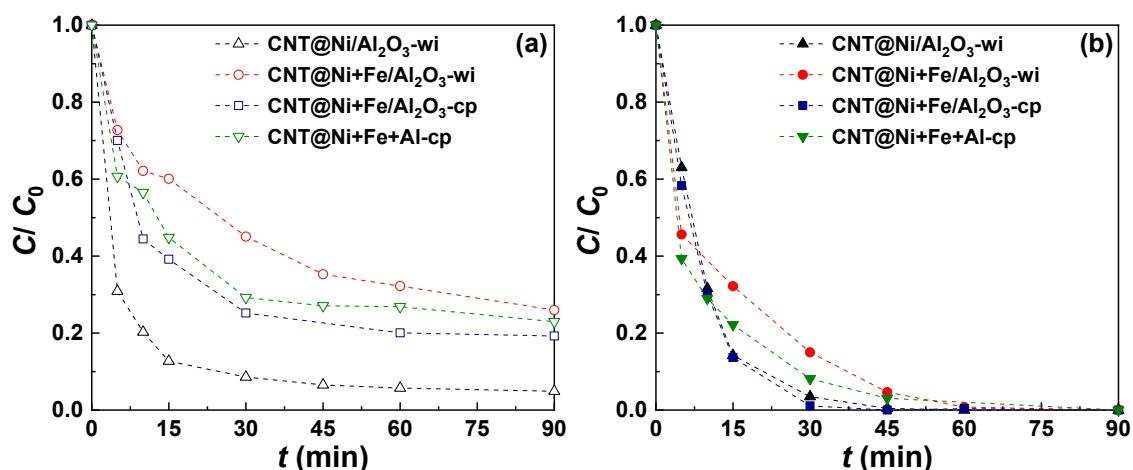 (a)
CNT@Ni/Al₂O₃-wi
CNT@Ni+Fe/Al₂O₃-wi
CNT@Ni+Fe/Al₂O₃-cp
CNT@Ni+Fe+Al-cp
1.0
0.8
0.6
0.4
0.2
0.0
C/ C₀
0 15 30 45 60 75 90
t (min)
(b)
CNT@Ni/Al₂O₃-wi
CNT@Ni+Fe/Al₂O₃-wi
CNT@Ni+Fe/Al₂O₃-cp
CNT@Ni+Fe+Al-cp
1.0
0.8
0.6
0.4
0.2
0.0
C/ C₀
0 15 30 45 60 75 90
t (min)